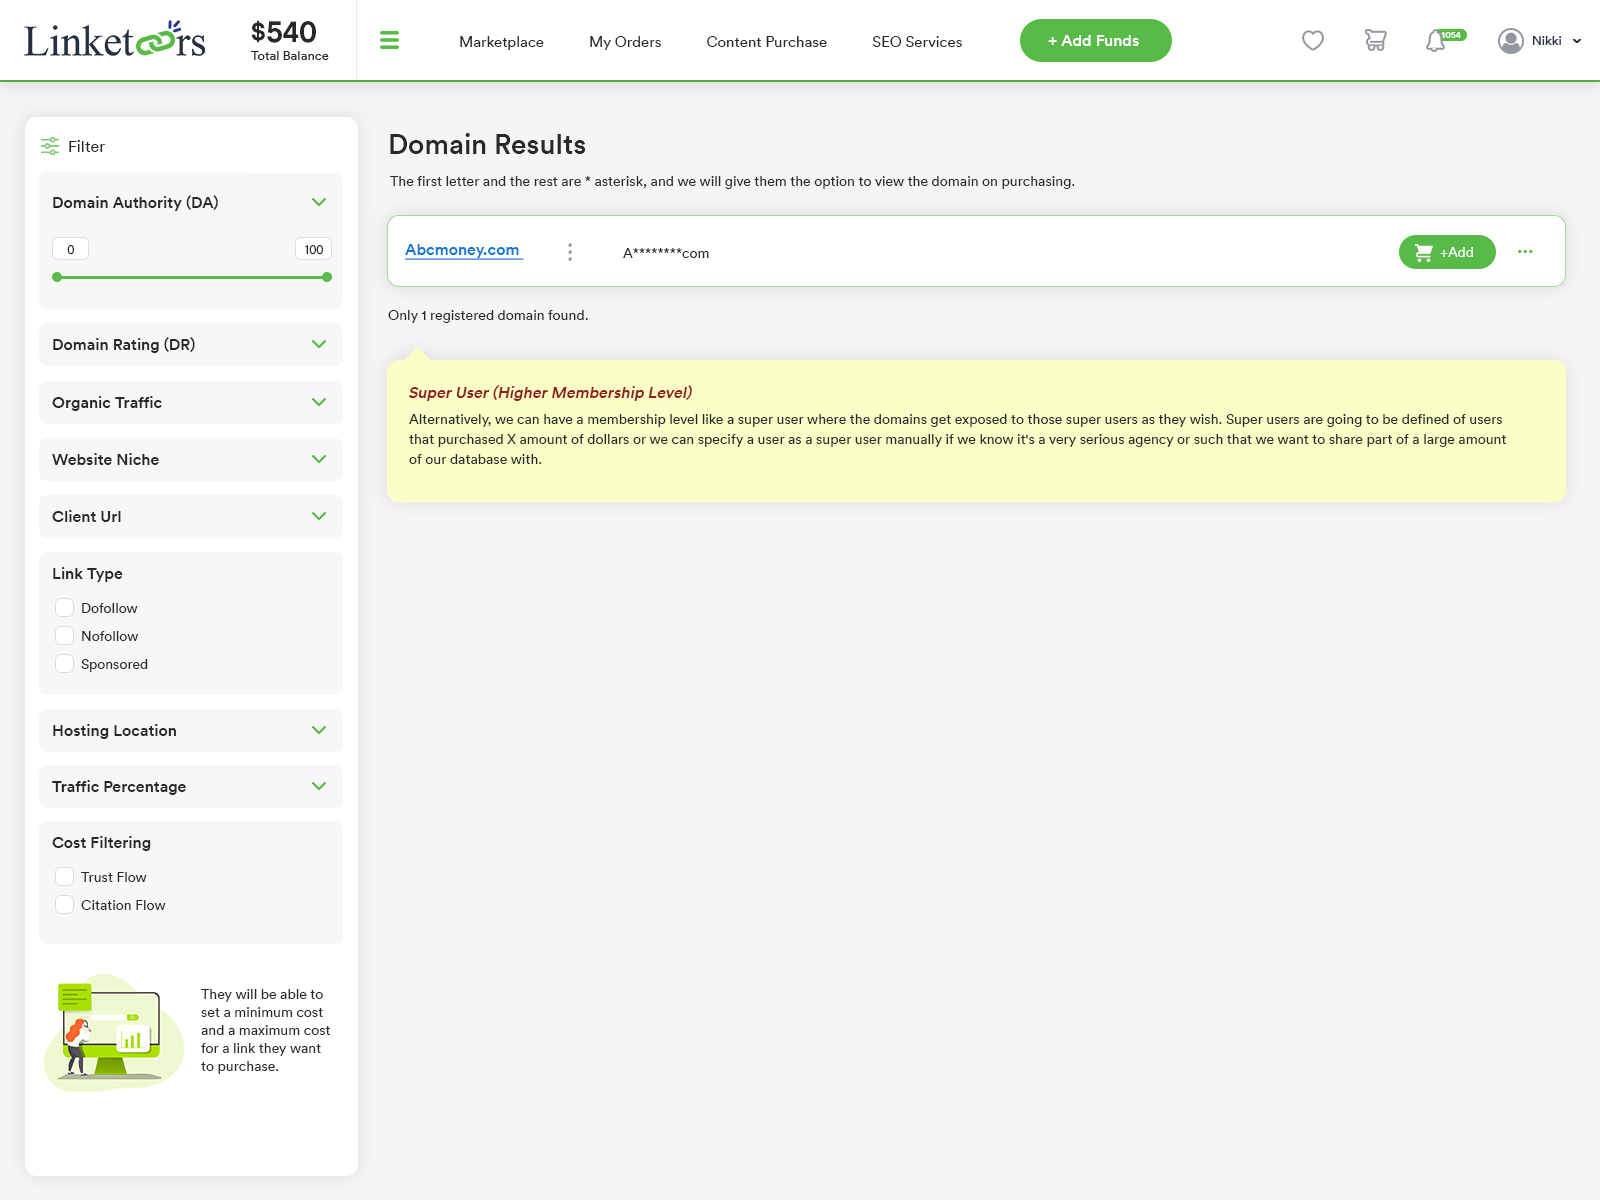 Linketoors
$540
Total Balance
Marketplace
My Orders
Content Purchase
SEO Services
+ Add Funds
1054
Nikki
Filter
Domain Authority (DA)
0
100
Domain Rating (DR)
Organic Traffic
Website Niche
Client Url
Link Type
Dofollow
Nofollow
Sponsored
Hosting Location
Traffic Percentage
Cost Filtering
Trust Flow
Citation Flow
They will be able to
set a minimum cost
and a maximum cost
for a link they want
to purchase.
Domain Results
The first letter and the rest are * asterisk, and we will give them the option to view the domain on purchasing.
Abcmoney.com
A********com
+Add
Only 1 registered domain found.
Super User (Higher Membership Level)
Alternatively, we can have a membership level like a super user where the domains get exposed to those super users as they wish. Super users are going to be defined of users
that purchased X amount of dollars or we can specify a user as a super user manually if we know it's a very serious agency or such that we want to share part of a large amount
of our database with.